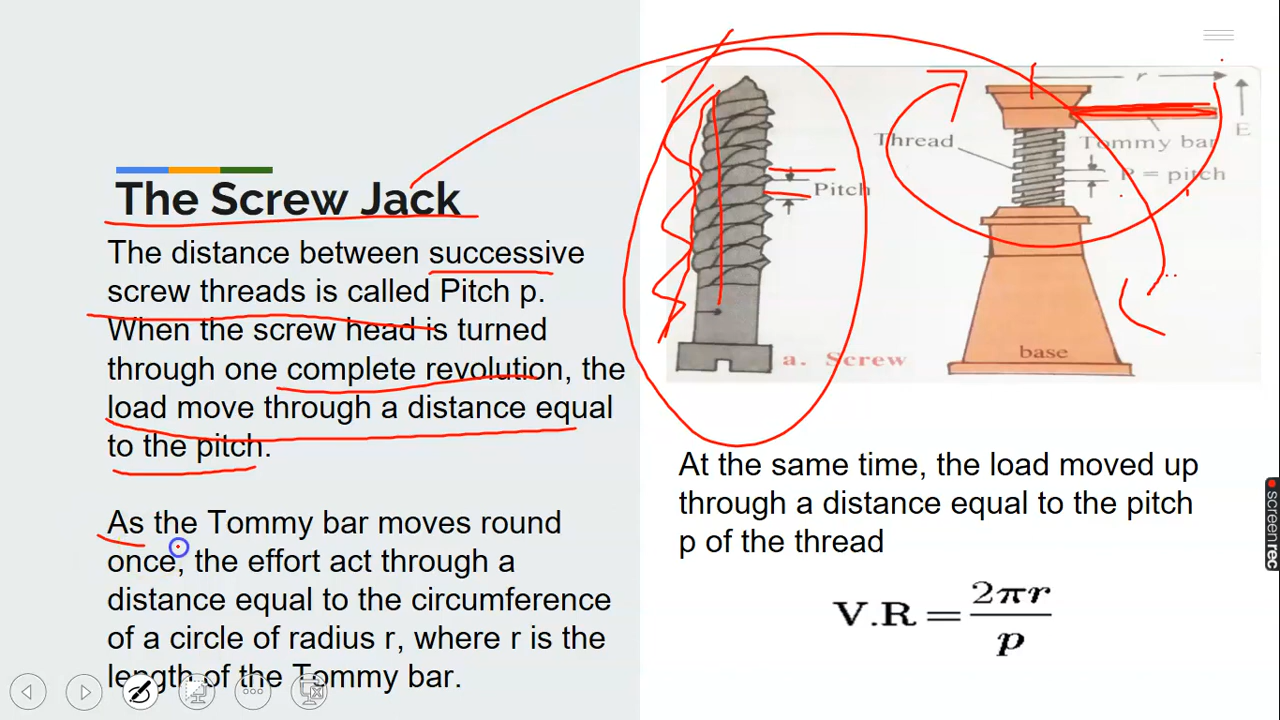 The Screw Jack
The distance between successive
screw threads is called Pitch p.
When the screw head is turned
through one complete revolution, the
load move through a distance equal
to the pitch.
As the Tommy bar moves round
once, the effort act through a
distance equal to the circumference
of a circle of radius r, where r is the
length of the Tommy bar.
Pitch
a. Screw
r
E
Thread
Tommy bar
P = pitch
base
At the same time, the load moved up
through a distance equal to the pitch
p of the thread
V.R = 2πr/p
screenrec